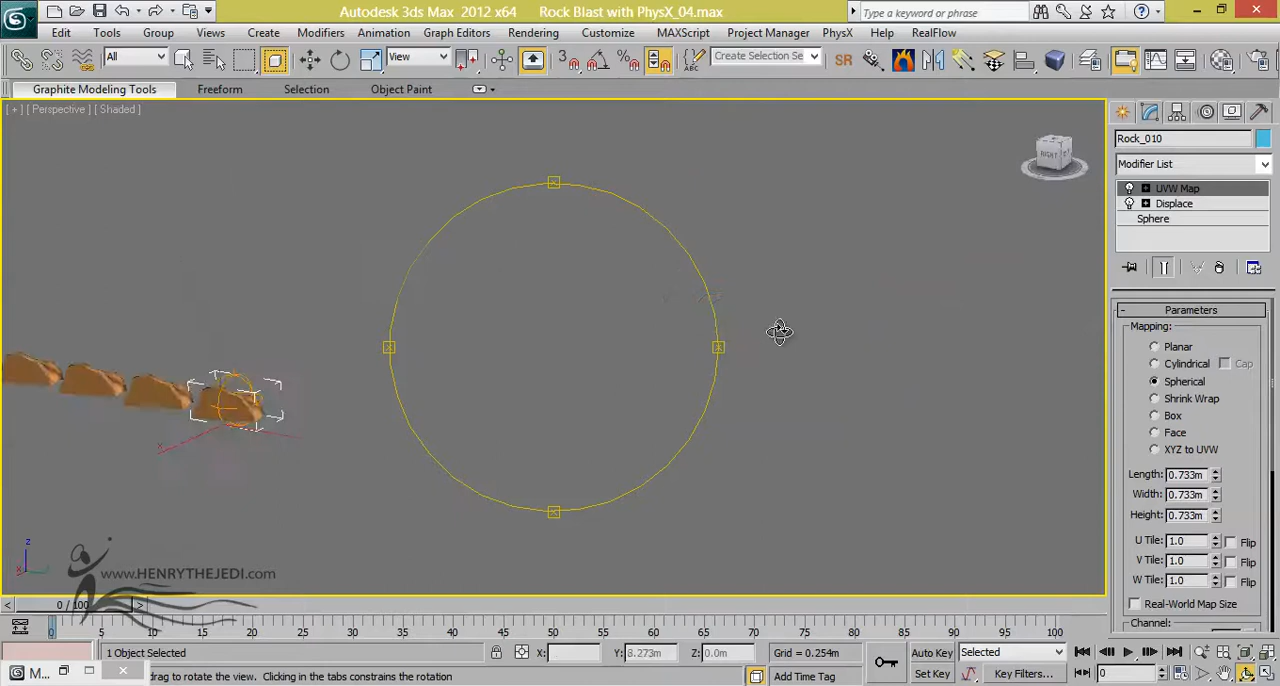 Autodesk 3ds Max 2012 x64 Rock Blast with PhysX_04.max
Type a keyword or phrase
Edit Tools Group Views Create Modifiers Animation Graph Editors Rendering Customize MAXScript Project Manager PhysX Help RealFlow
All View 3 Create Selection Se SR
Graphite Modeling Tools Freeform Selection Object Paint
[ + ] [ Perspective ] [ Shaded ]
RIGHT
Rock_010
Modifier List
UVW Map
Displace
Sphere
Parameters
Mapping:
Planar
Cylindrical Cap
Spherical
Shrink Wrap
Box
Face
XYZ to UVW
Length: 0.733m
Width: 0.733m
Height: 0.733m
U Tile: 1.0 Flip
V Tile: 1.0 Flip
W Tile: 1.0 Flip
Real-World Map Size
Channel:
x
z
x
www.HENRYTHEJEDI.com
0 / 100
0 5 10 15 20 25 30 35 40 45 50 55 60 65 70 75 80 85 90 95 100
1 Object Selected X: Y: 8.273m Z: 0.0m Grid = 0.254m Auto Key Selected
M... drag to rotate the view. Clicking in the tabs constrains the rotation Add Time Tag Set Key Key Filters... 0